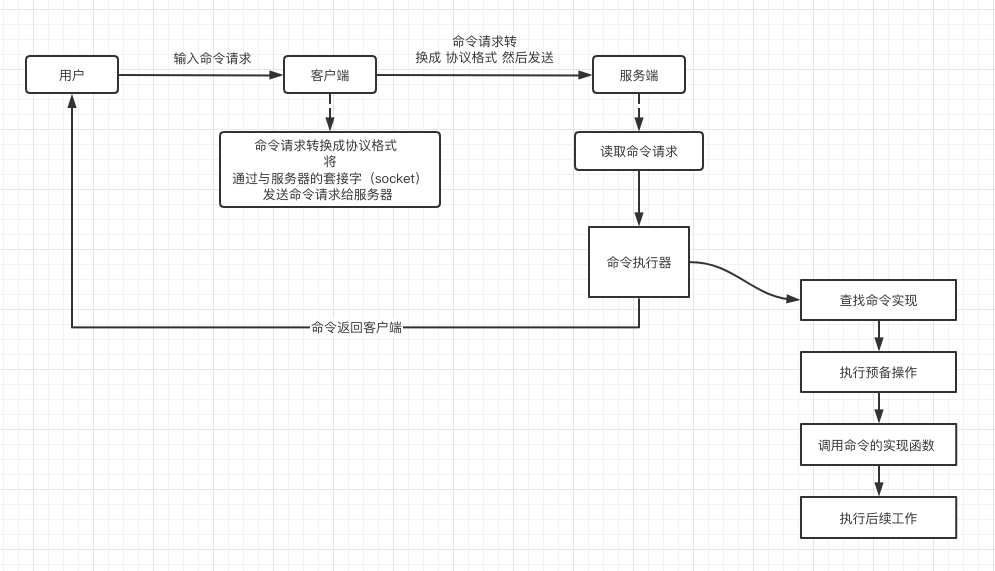 用户
输入命令请求
客户端
命令请求转
换成 协议格式 然后发送
服务端
命令请求转换成协议格式
将
通过与服务器的套接字（socket）
发送命令请求给服务器
读取命令请求
命令执行器
查找命令实现
命令返回客户端
执行预备操作
调用命令的实现函数
执行后续工作